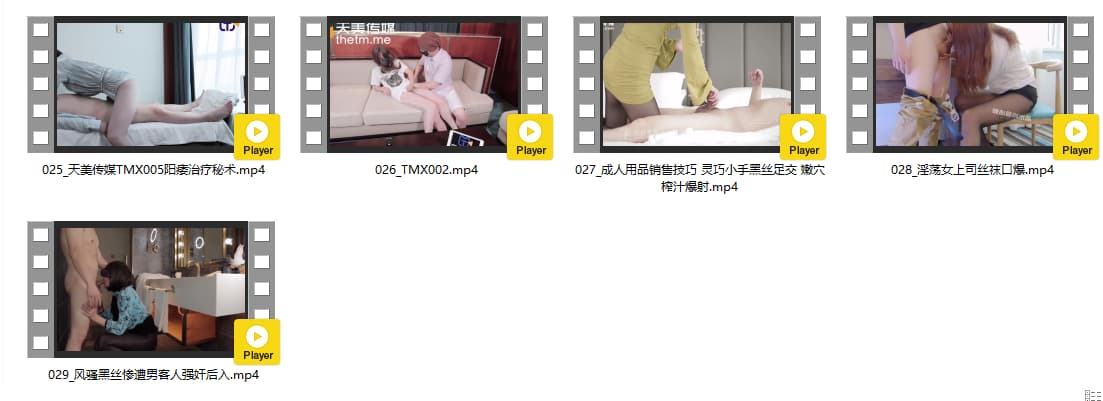 天美传媒
thetm.me
Player
Player
Player
Player
025_天美传媒TMX005阳痿治疗秘术.mp4
026_TMX002.mp4
027_成人用品销售技巧 灵巧小手黑丝足交 嫩穴
榨汁爆射.mp4
028_淫荡女上司丝袜口爆.mp4
Player
029_风骚黑丝惨遭男客人强奸后入.mp4